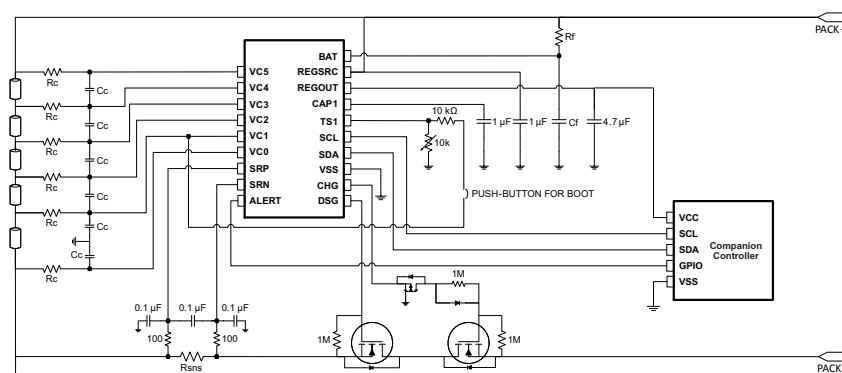 PACK+
Rf
BAT
REGSRC
REGOUT
CAP1
TS1
SCL
SDA
VSS
CHG
DSG
VC5
VC4
VC3
VC2
VC1
VC0
SRP
SRN
ALERT
Rc
Rc
Rc
Rc
Rc
Rc
Cc
Cc
Cc
Cc
Cc
Cc
10 kΩ
10k
1 µF
1 µF
Cf
4.7 µF
PUSH-BUTTON FOR BOOT
VCC
SCL
SDA
GPIO
VSS
Companion
Controller
0.1 µF
0.1 µF
0.1 µF
100
100
Rsns
1M
1M
1M
PACK